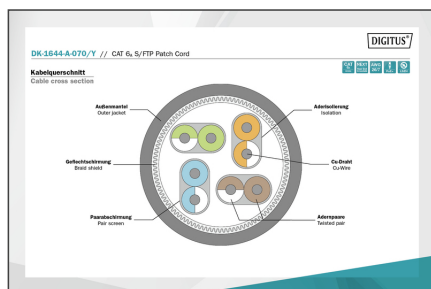 DIGITUS®
DK-1644-A-070/Y // CAT 6A S/FTP Patch Cord
Kabelquerschnitt
Cable cross section
Außenmantel
Outer jacket
Aderisolierung
Isolation
Geflechtschirmung
Braid shield
Cu-Draht
Cu-Wire
Paarabschirmung
Pair screen
Adernpaare
Twisted pair